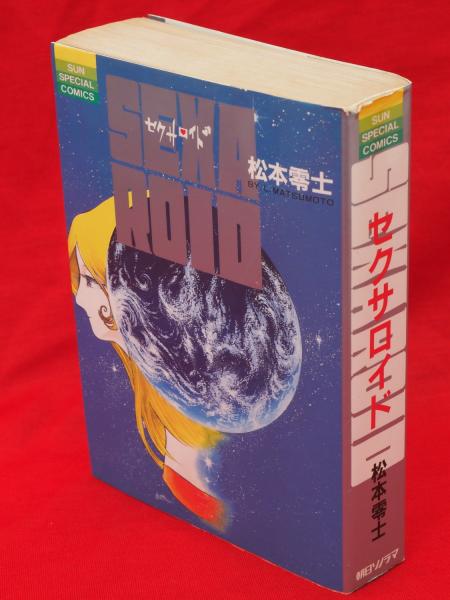 SUN
SPECIAL
COMICS
SEXA
ROID
セクサロイド
松本零士
BY L. MATSUMOTO
SUN
SPECIAL
COMICS
セクサロイド
松本零士
朝日ソノラマ